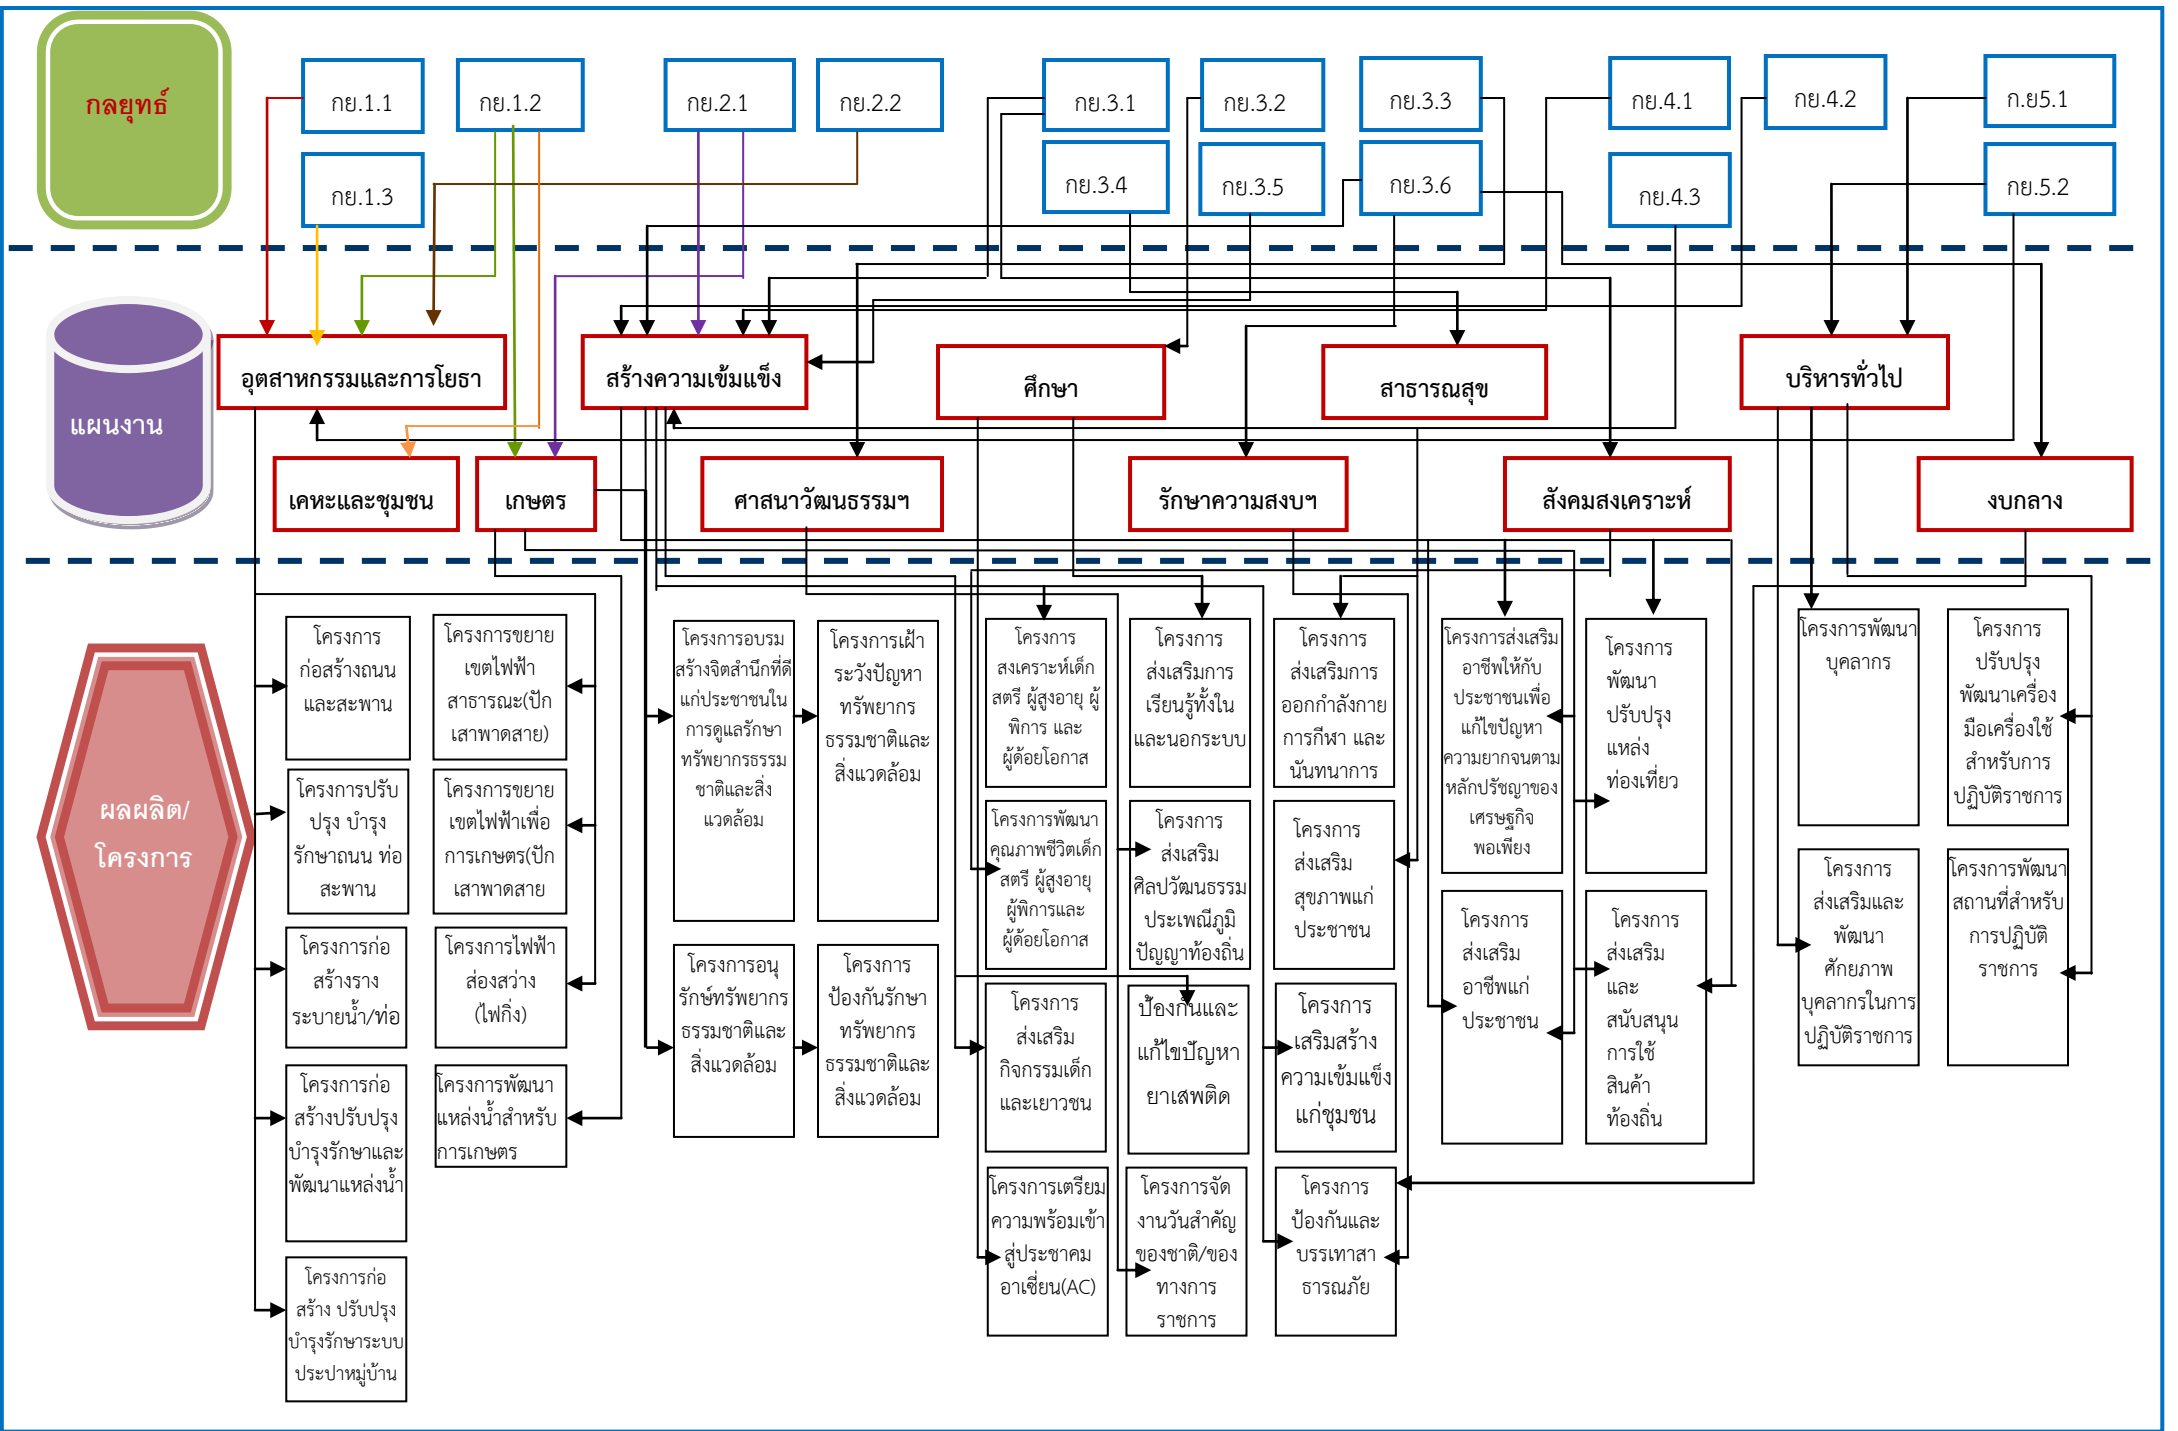 กลยุทธ์
กย.1.1
กย.1.2
กย.2.1
กย.2.2
กย.3.1
กย.3.2
กย.3.3
กย.4.1
กย.4.2
ก.ย5.1
กย.1.3
กย.3.4
กย.3.5
กย.3.6
กย.4.3
กย.5.2
แผนงาน
อุตสาหกรรมและการโยธา
สร้างความเข้มแข็ง
ศึกษา
สาธารณสุข
บริหารทั่วไป
เคหะและชุมชน
เกษตร
ศาสนาวัฒนธรรมฯ
รักษาความสงบฯ
สังคมสงเคราะห์
งบกลาง
ผลผลิต/
โครงการ
โครงการ
ก่อสร้างถนน
และสะพาน
โครงการขยาย
เขตไฟฟ้า
สาธารณะ(ปัก
เสาพาดสาย)
โครงการอบรม
สร้างจิตสำนึกที่ดี
แก่ประชาชนใน
การดูแลรักษา
ทรัพยากรธรรม
ชาติและสิ่ง
แวดล้อม
โครงการเฝ้า
ระวังปัญหา
ทรัพยากร
ธรรมชาติและ
สิ่งแวดล้อม
โครงการ
สงเคราะห์เด็ก
สตรี ผู้สูงอายุ ผู้
พิการ และ
ผู้ด้อยโอกาส
โครงการ
ส่งเสริมการ
เรียนรู้ทั้งใน
และนอกระบบ
โครงการ
ส่งเสริมการ
ออกกำลังกาย
การกีฬา และ
นันทนาการ
โครงการส่งเสริม
อาชีพให้กับ
ประชาชนเพื่อ
แก้ไขปัญหา
ความยากจนตาม
หลักปรัชญาของ
เศรษฐกิจ
พอเพียง
โครงการ
พัฒนา
ปรับปรุง
แหล่ง
ท่องเที่ยว
โครงการพัฒนา
บุคลากร
โครงการ
ปรับปรุง
พัฒนาเครื่อง
มือเครื่องใช้
สำหรับการ
ปฏิบัติราชการ
โครงการปรับ
ปรุง บำรุง
รักษาถนน ท่อ
สะพาน
โครงการขยาย
เขตไฟฟ้าเพื่อ
การเกษตร(ปัก
เสาพาดสาย
โครงการพัฒนา
คุณภาพชีวิตเด็ก
สตรี ผู้สูงอายุ
ผู้พิการและ
ผู้ด้อยโอกาส
โครงการ
ส่งเสริม
ศิลปวัฒนธรรม
ประเพณีภูมิ
ปัญญาท้องถิ่น
โครงการ
ส่งเสริม
สุขภาพแก่
ประชาชน
โครงการ
ส่งเสริม
อาชีพแก่
ประชาชน
โครงการ
ส่งเสริม
และ
สนับสนุน
การใช้
สินค้า
ท้องถิ่น
โครงการ
ส่งเสริมและ
พัฒนา
ศักยภาพ
บุคลากรในการ
ปฏิบัติราชการ
โครงการพัฒนา
สถานที่สำหรับ
การปฏิบัติ
ราชการ
โครงการก่อ
สร้างราง
ระบายน้ำ/ท่อ
โครงการไฟฟ้า
ส่องสว่าง
(ไฟกิ่ง)
โครงการอนุ
รักษ์ทรัพยากร
ธรรมชาติและ
สิ่งแวดล้อม
โครงการ
ป้องกันรักษา
ทรัพยากร
ธรรมชาติและ
สิ่งแวดล้อม
โครงการ
ส่งเสริม
กิจกรรมเด็ก
และเยาวชน
ป้องกันและ
แก้ไขปัญหา
ยาเสพติด
โครงการ
เสริมสร้าง
ความเข้มแข็ง
แก่ชุมชน
โครงการก่อ
สร้างปรับปรุง
บำรุงรักษาและ
พัฒนาแหล่งน้ำ
โครงการพัฒนา
แหล่งน้ำสำหรับ
การเกษตร
โครงการเตรียม
ความพร้อมเข้า
สู่ประชาคม
อาเซี่ยน(AC)
โครงการจัด
งานวันสำคัญ
ของชาติ/ของ
ทางการ
ราชการ
โครงการ
ป้องกันและ
บรรเทาสา
ธารณภัย
โครงการก่อ
สร้าง ปรับปรุง
บำรุงรักษาระบบ
ประปาหมู่บ้าน